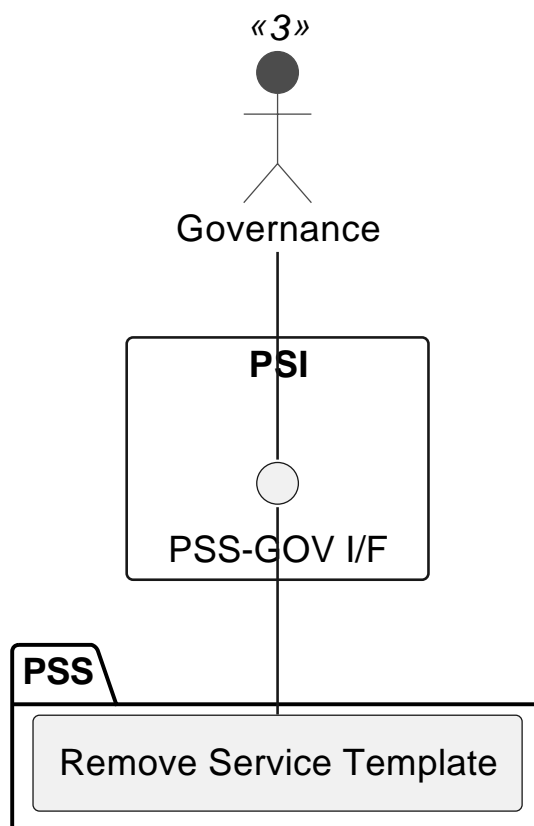 «3»
Governance
PSI
PSS-GOV I/F
PSS
Remove Service Template